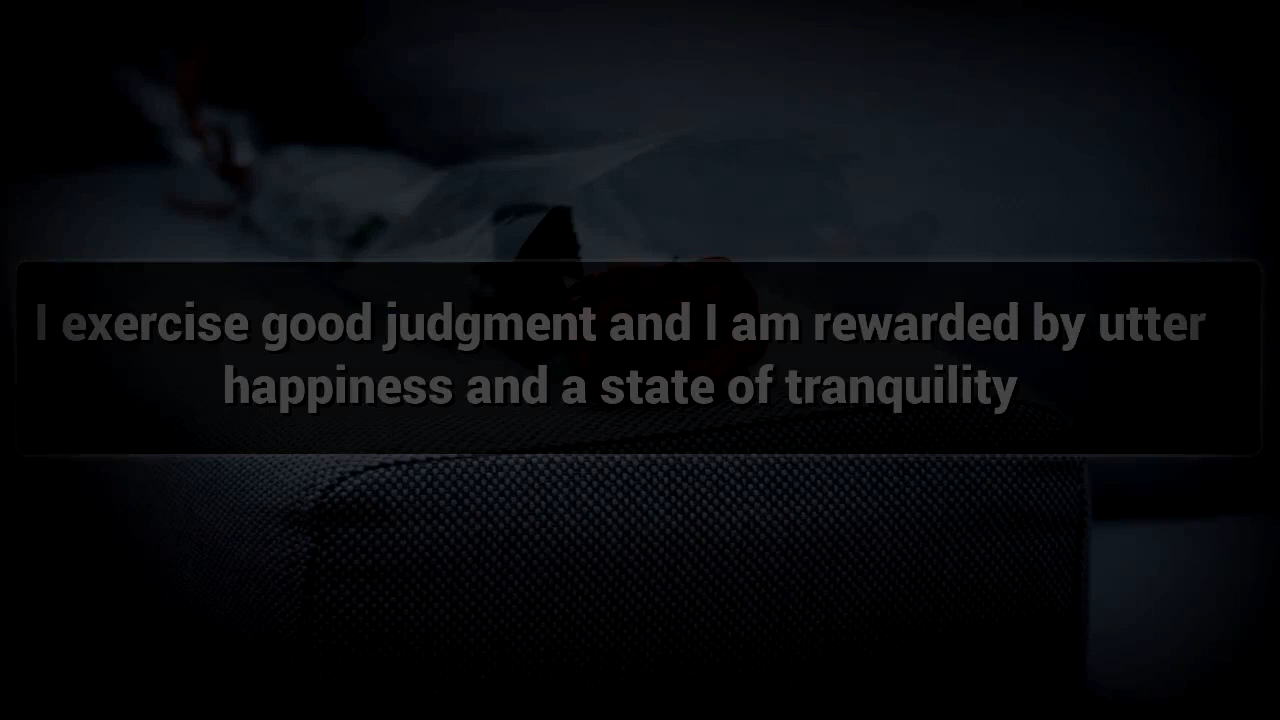 I exercise good judgment and I am rewarded by utter
happiness and a state of tranquility